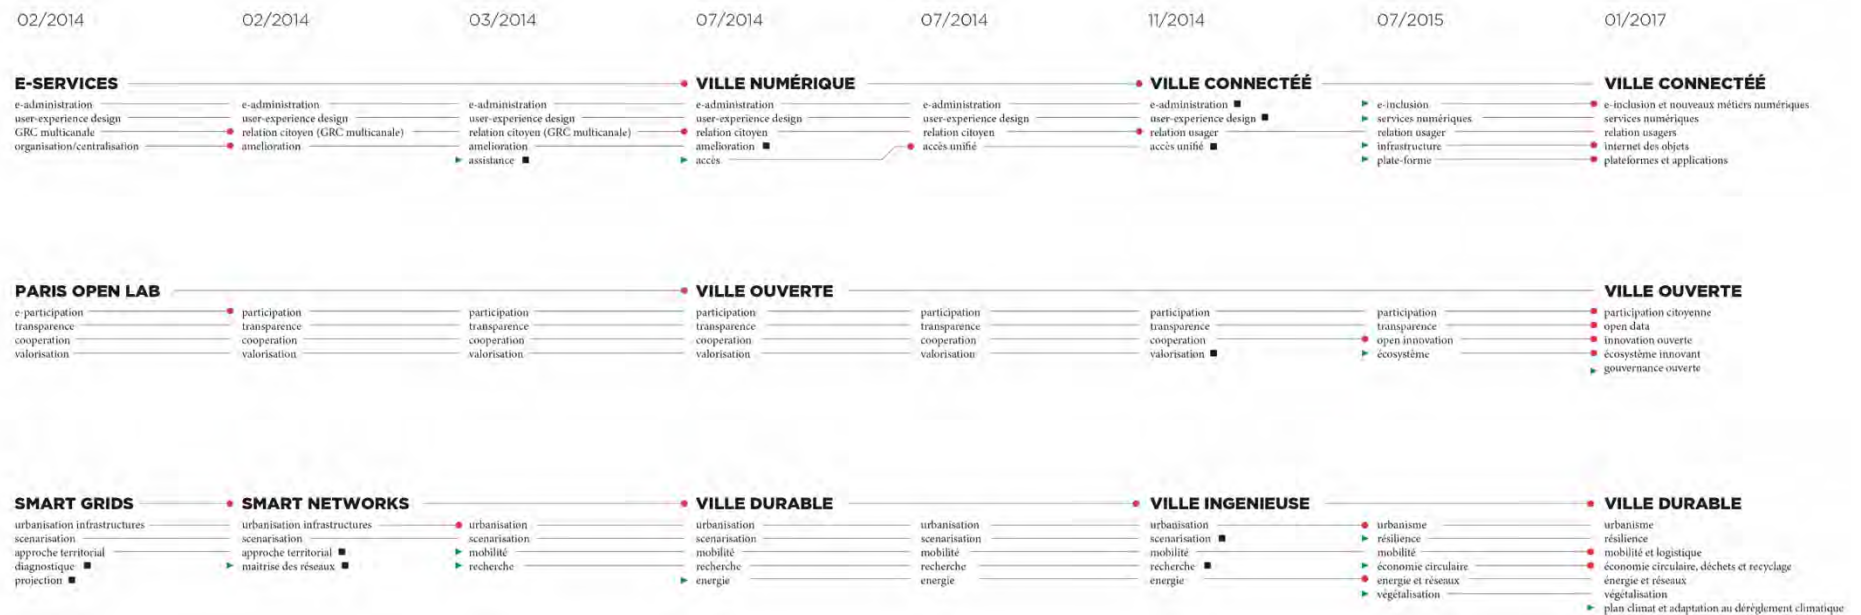 02/2014 02/2014 03/2014 07/2014 07/2014 11/2014 07/2015 01/2017
E-SERVICES VILLE NUMÉRIQUE VILLE CONNECTÉÉ VILLE CONNECTÉÉ
e-administration e-administration e-administration e-administration e-administration e-administration e-inclusion e-inclusion et nouveaux métiers numériques
user-experience design user-experience design user-experience design user-experience design user-experience design user-experience design services numériques services numériques
GRC multicanale relation citoyen (GRC multicanale) relation citoyen (GRC multicanale) relation citoyen relation citoyen relation usager relation usager relation usagers
organisation/centralisation amelioration amelioration amelioration accès unifié accès unifié infrastructure internet des objets
assistance accès plate-forme plateformes et applications
PARIS OPEN LAB VILLE OUVERTE VILLE OUVERTE
e-participation participation participation participation participation participation participation participation citoyenne
transparence transparence transparence transparence transparence transparence transparence open data
cooperation cooperation cooperation cooperation cooperation cooperation open innovation innovation ouverte
valorisation valorisation valorisation valorisation valorisation valorisation écosystème écosystème innovant
gouvernance ouverte
SMART GRIDS SMART NETWORKS VILLE DURABLE VILLE INGENIEUSE VILLE DURABLE
urbanisation infrastructures urbanisation infrastructures urbanisation urbanisation urbanisation urbanisation urbanisme urbanisme
scenarisation scenarisation scenarisation scenarisation scenarisation scenarisation résilience résilience
approche territorial approche territorial mobilité mobilité mobilité mobilité mobilité mobilité et logistique
diagnostique maitrise des réseaux recherche recherche recherche recherche économie circulaire économie circulaire, déchets et recyclage
projection energie energie energie energie et réseaux énergie et réseaux
végétalisation végétalisation
plan climat et adaptation au dérèglement climatique